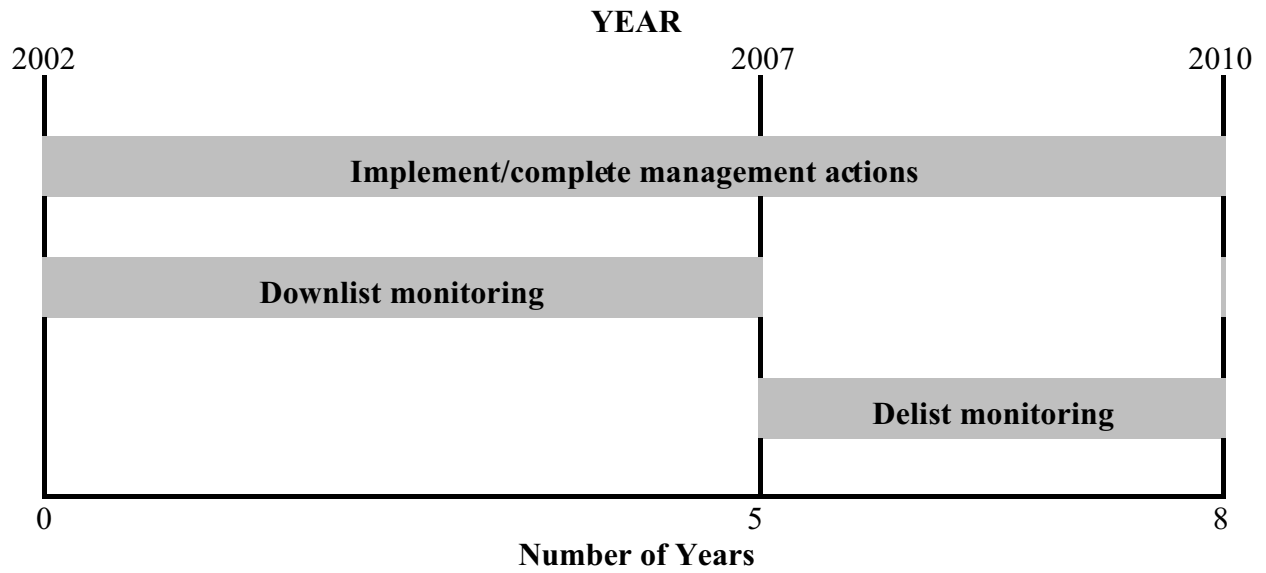 YEAR
2002 2007 2010
Implement/complete management actions
Downlist monitoring
Delist monitoring
0 5 8
Number of Years